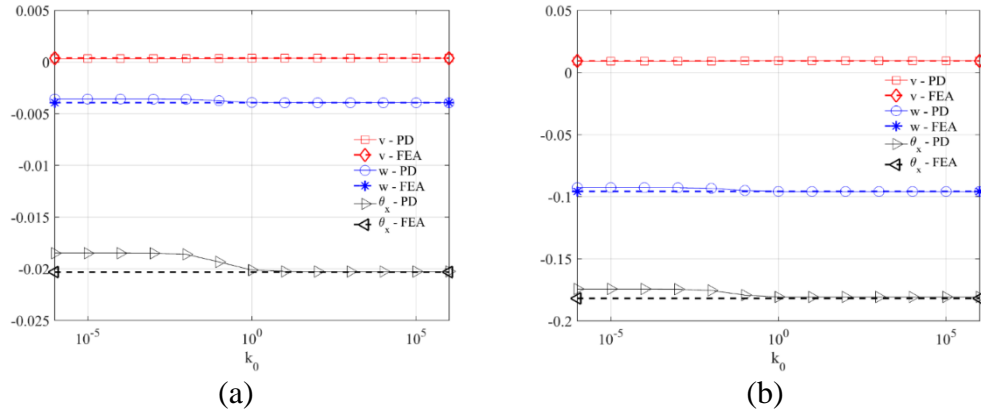 0.005
0
-0.005
-0.01
-0.015
-0.02
-0.025
10^-5
10^0
10^5
k_0
v - PD
v - FEA
w - PD
w - FEA
θ_x - PD
θ_x - FEA
(a)
0.05
0
-0.05
-0.1
-0.15
-0.2
10^-5
10^0
10^5
k_0
v - PD
v - FEA
w - PD
w - FEA
θ_x - PD
θ_x - FEA
(b)